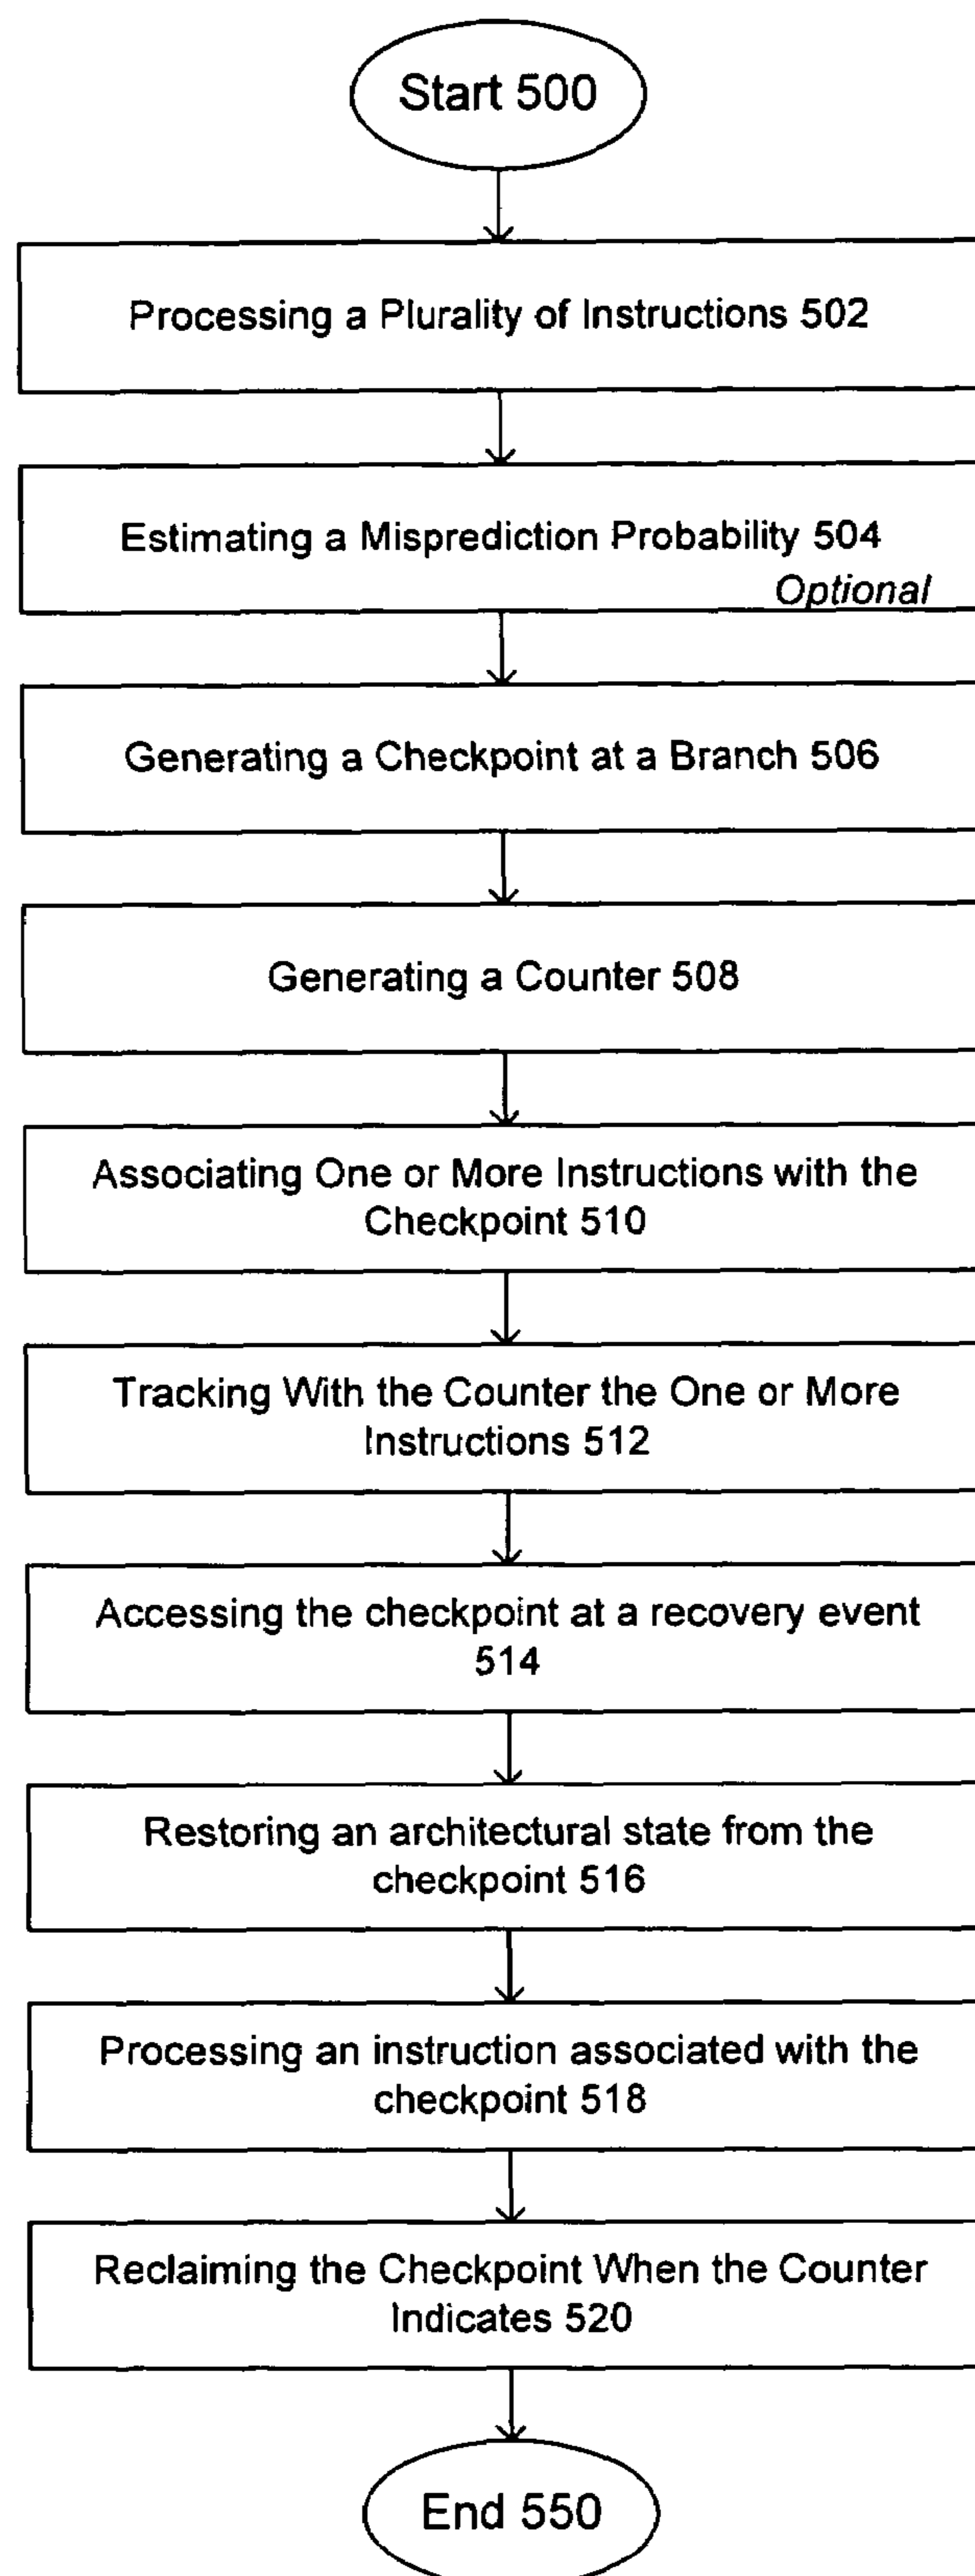 Start 500
Processing a Plurality of Instructions 502
Estimating a Misprediction Probability 504
Optional
Generating a Checkpoint at a Branch 506
Generating a Counter 508
Associating One or More Instructions with the
Checkpoint 510
Tracking With the Counter the One or More
Instructions 512
Accessing the checkpoint at a recovery event
514
Restoring an architectural state from the
checkpoint 516
Processing an instruction associated with the
checkpoint 518
Reclaiming the Checkpoint When the Counter
Indicates 520
End 550